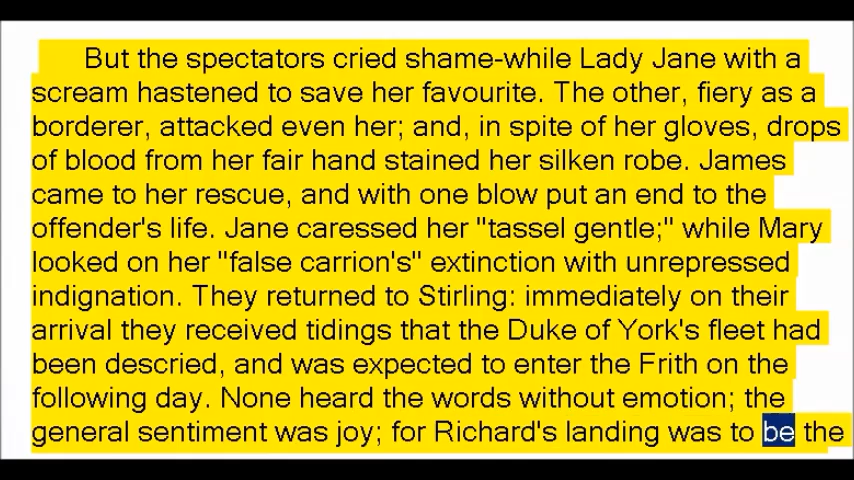 But the spectators cried shame-while Lady Jane with a
scream hastened to save her favourite. The other, fiery as a
borderer, attacked even her; and, in spite of her gloves, drops
of blood from her fair hand stained her silken robe. James
came to her rescue, and with one blow put an end to the
offender's life. Jane caressed her "tassel gentle;" while Mary
looked on her "false carrion's" extinction with unrepressed
indignation. They returned to Stirling: immediately on their
arrival they received tidings that the Duke of York's fleet had
been descried, and was expected to enter the Frith on the
following day. None heard the words without emotion; the
general sentiment was joy; for Richard's landing was to be the